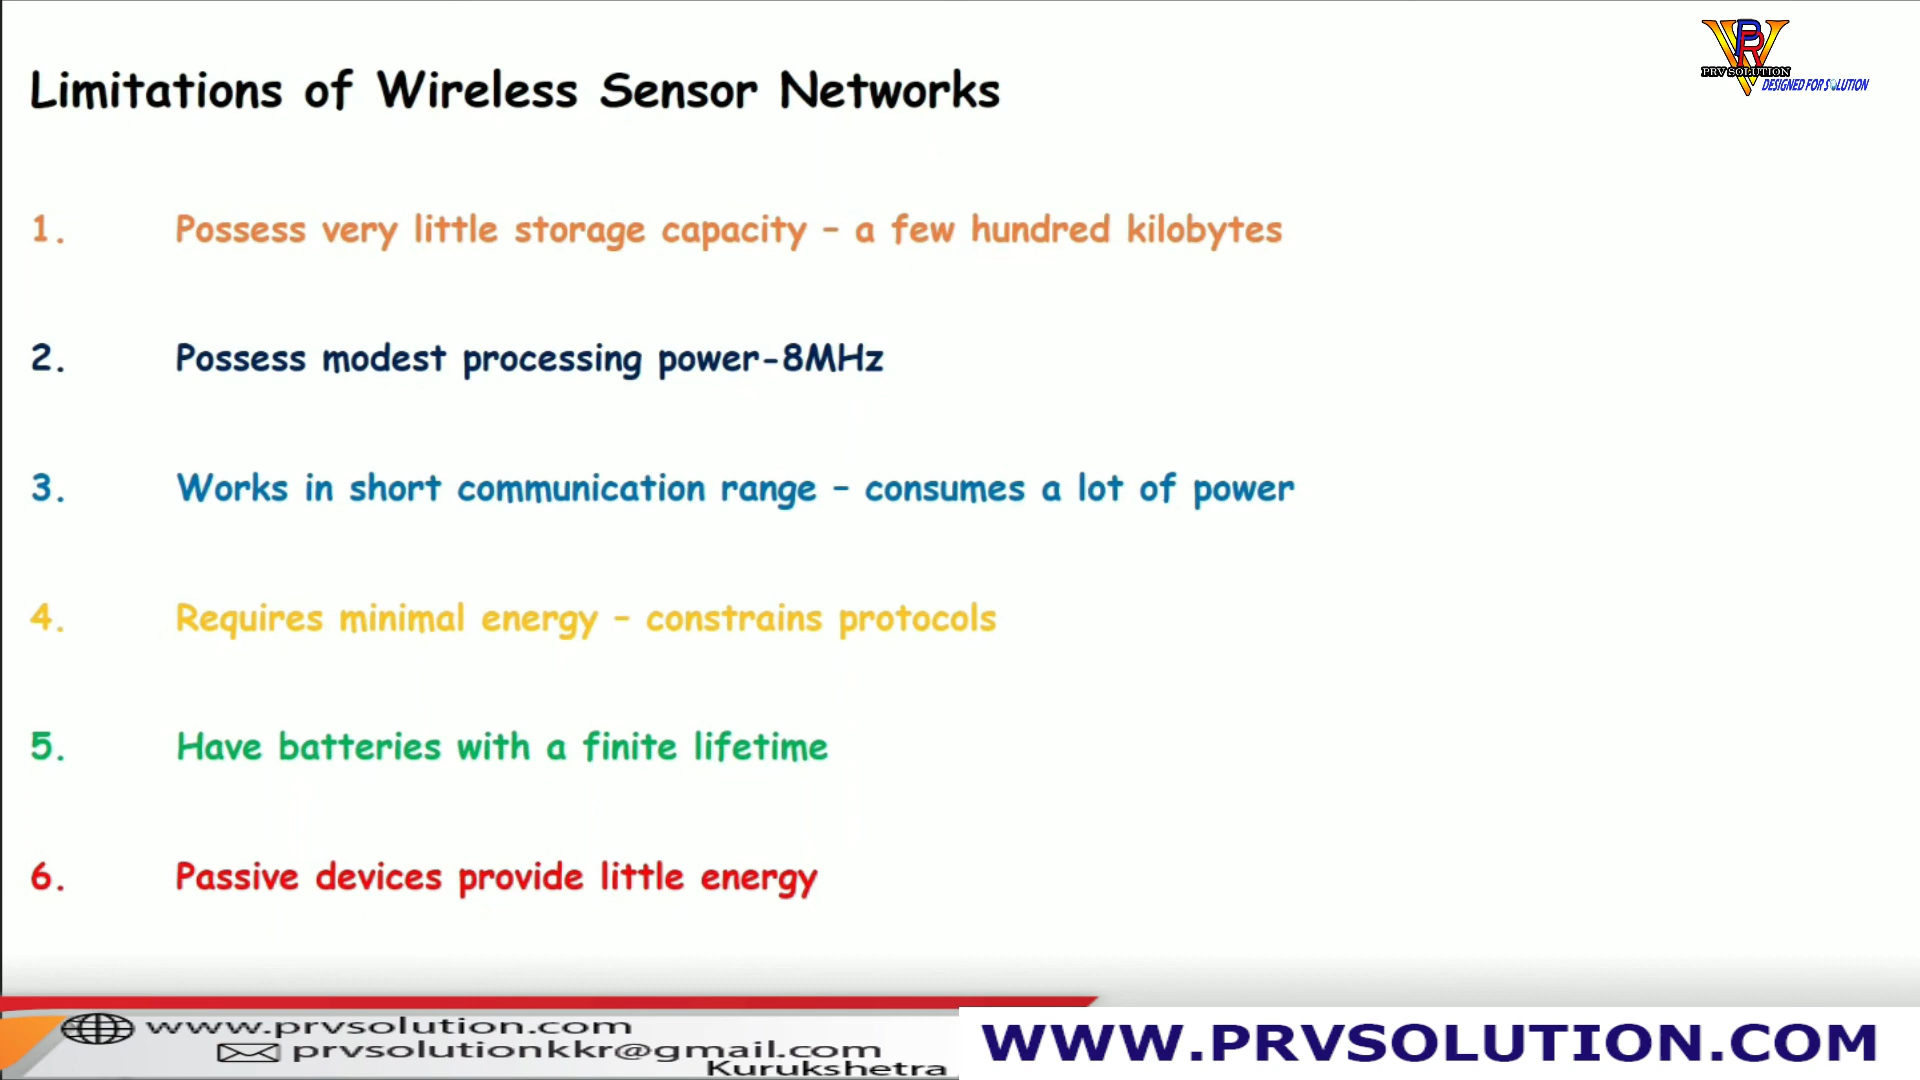 PRV
PRV SOLUTION
DESIGNED FOR SOLUTION
Limitations of Wireless Sensor Networks
1. Possess very little storage capacity – a few hundred kilobytes
2. Possess modest processing power-8MHz
3. Works in short communication range – consumes a lot of power
4. Requires minimal energy – constrains protocols
5. Have batteries with a finite lifetime
6. Passive devices provide little energy
www.prvsolution.com
prvsolutionkkr@gmail.com
Kurukshetra
WWW.PRVSOLUTION.COM